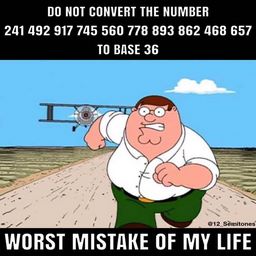 DO NOT CONVERT THE NUMBER
241 492 917 745 560 778 893 862 468 657
TO BASE 36
@12_Semitones
WORST MISTAKE OF MY LIFE